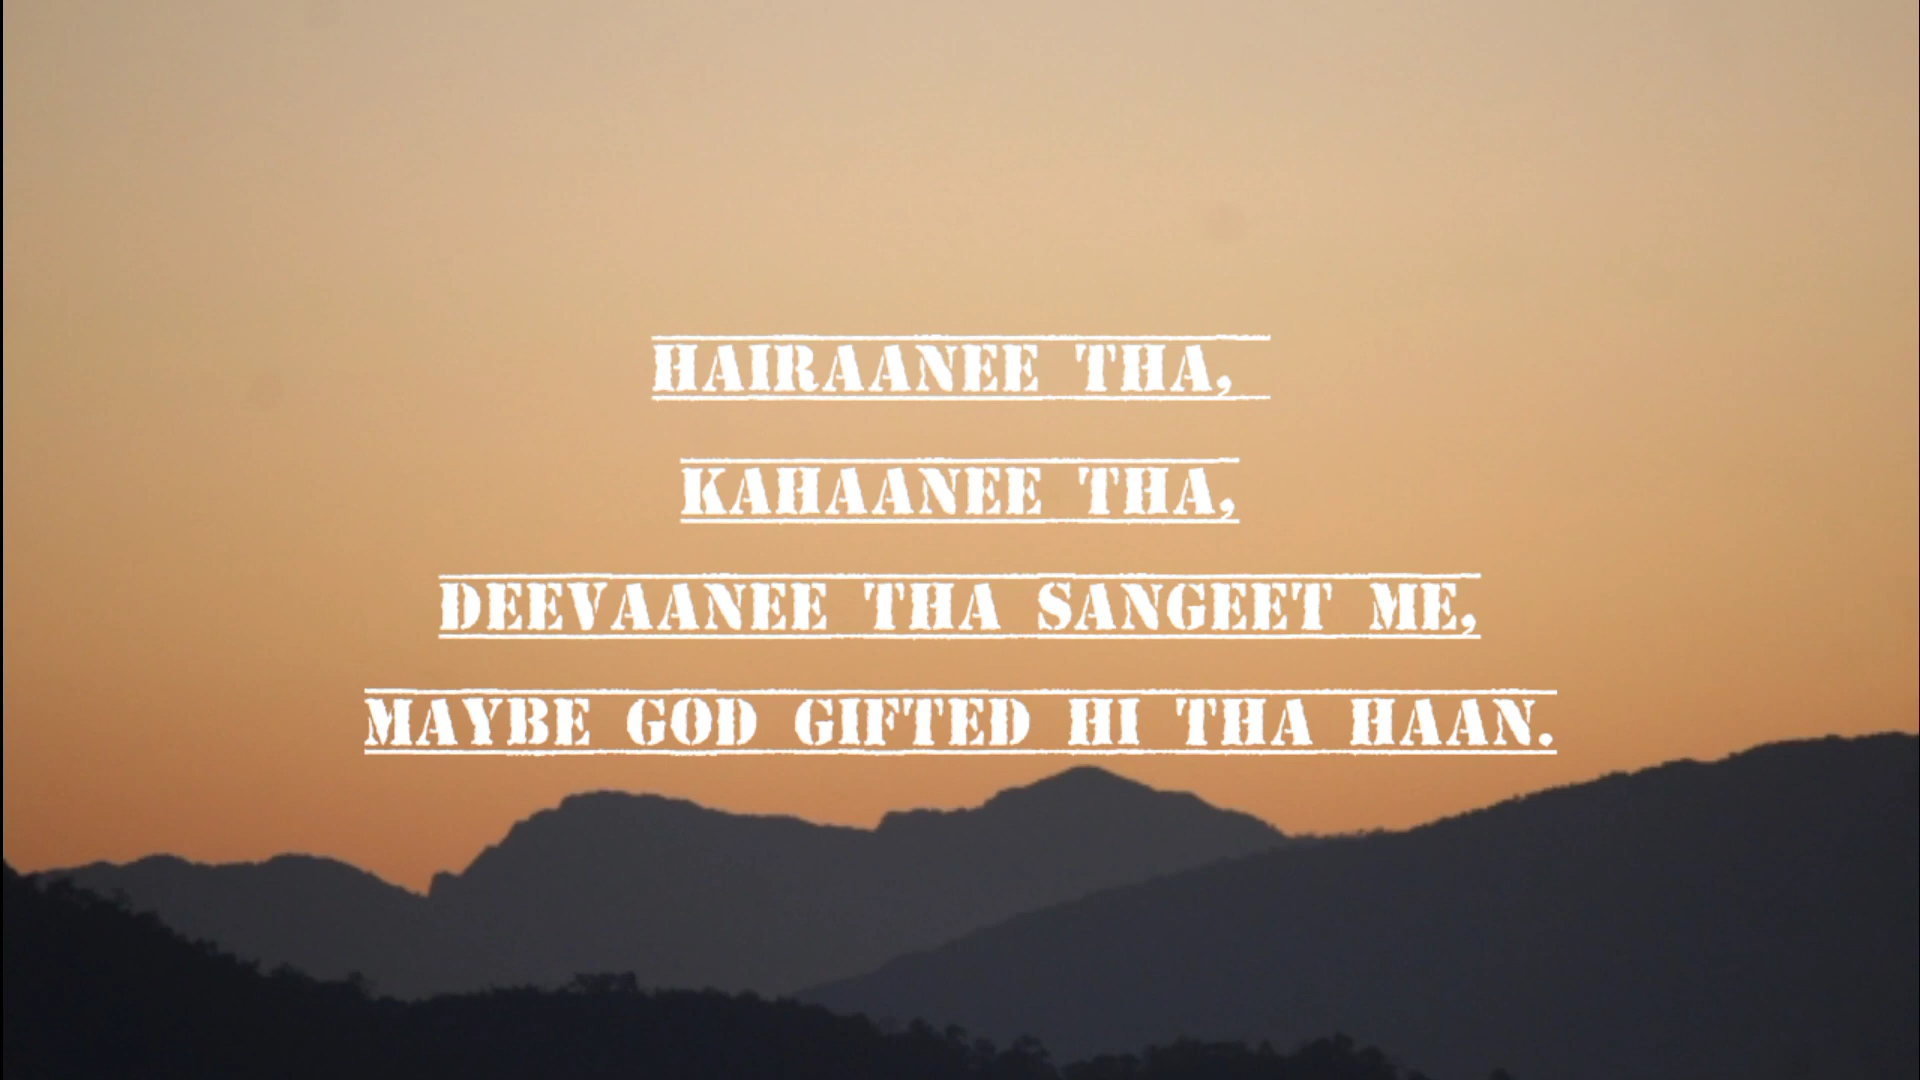 HAIRAANEE THA,
KAHAANEE THA,
DEEVAANEE THA SANGEET ME,
MAYBE GOD GIFTED HI THA HAAN.